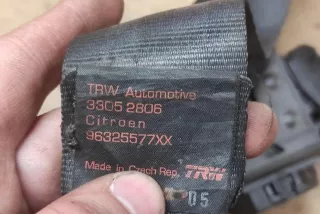 TRW Automotive
3305 2806
Citroen
96325577XX
Made in Czech Rep. TRW
05